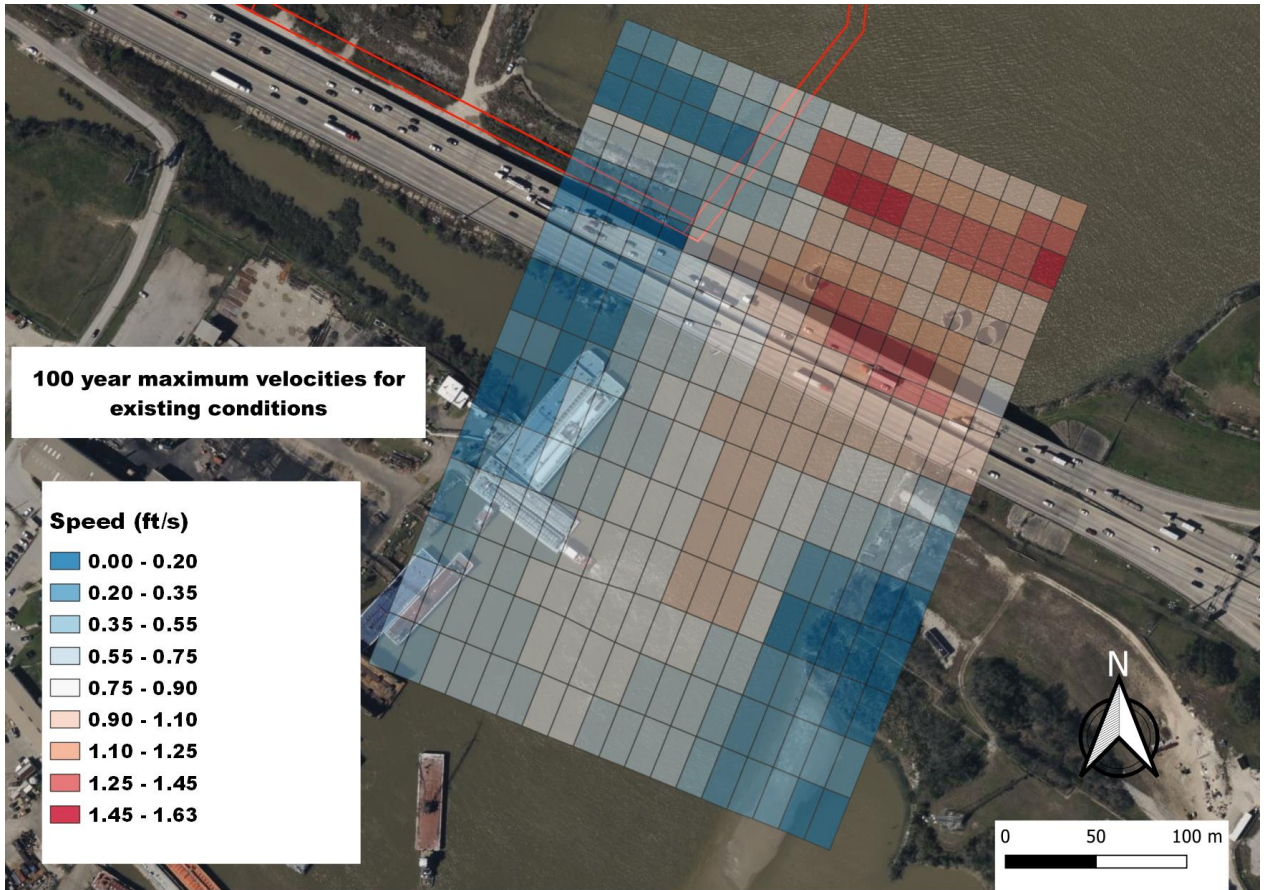 100 year maximum velocities for
existing conditions
Speed (ft/s)
0.00 - 0.20
0.20 - 0.35
0.35 - 0.55
0.55 - 0.75
0.75 - 0.90
0.90 - 1.10
1.10 - 1.25
1.25 - 1.45
1.45 - 1.63
N
0 50 100 m